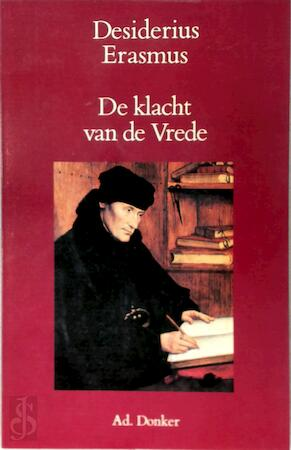 Desiderius
Erasmus
De klacht
van de Vrede
Ad. Donker